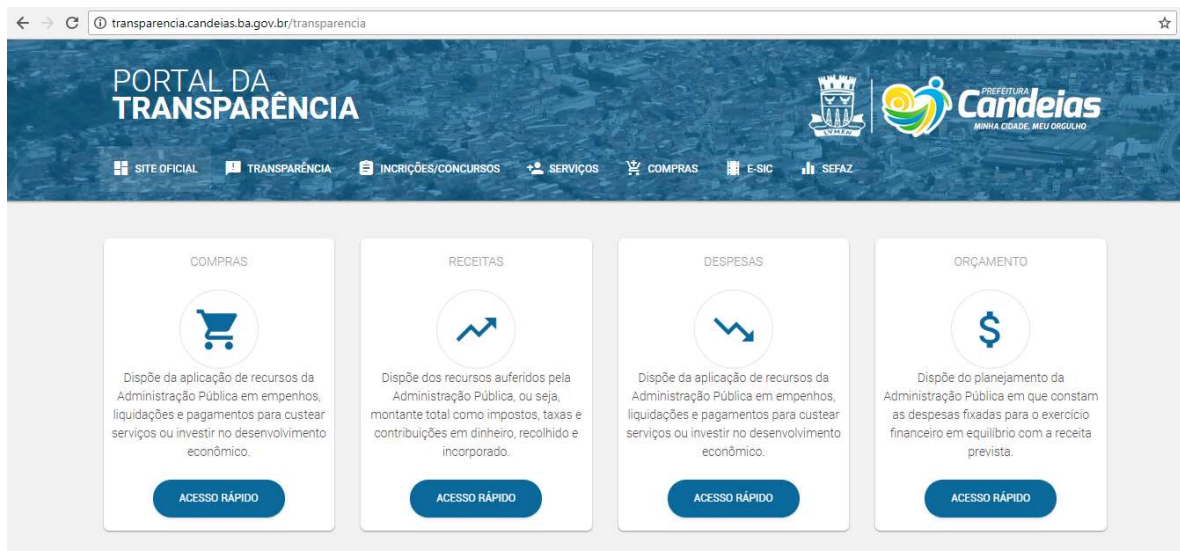 transparencia.candeias.ba.gov.br/transparencia
PORTAL DA
TRANSPARÊNCIA
LVMEN
PREFEITURA
Candeias
MINHA CIDADE, MEU ORGULHO
SITE OFICIAL TRANSPARÊNCIA INCRIÇÕES/CONCURSOS SERVIÇOS COMPRAS E-SIC SEFAZ
COMPRAS
Dispõe da aplicação de recursos da
Administração Pública em empenhos,
liquidações e pagamentos para custear
serviços ou investir no desenvolvimento
econômico.
ACESSO RÁPIDO
RECEITAS
Dispõe dos recursos auferidos pela
Administração Pública, ou seja,
montante total como impostos, taxas e
contribuições em dinheiro, recolhido e
incorporado.
ACESSO RÁPIDO
DESPESAS
Dispõe da aplicação de recursos da
Administração Pública em empenhos,
liquidações e pagamentos para custear
serviços ou investir no desenvolvimento
econômico.
ACESSO RÁPIDO
ORÇAMENTO
$
Dispõe do planejamento da
Administração Pública em que constam
as despesas fixadas para o exercício
financeiro em equilíbrio com a receita
prevista.
ACESSO RÁPIDO